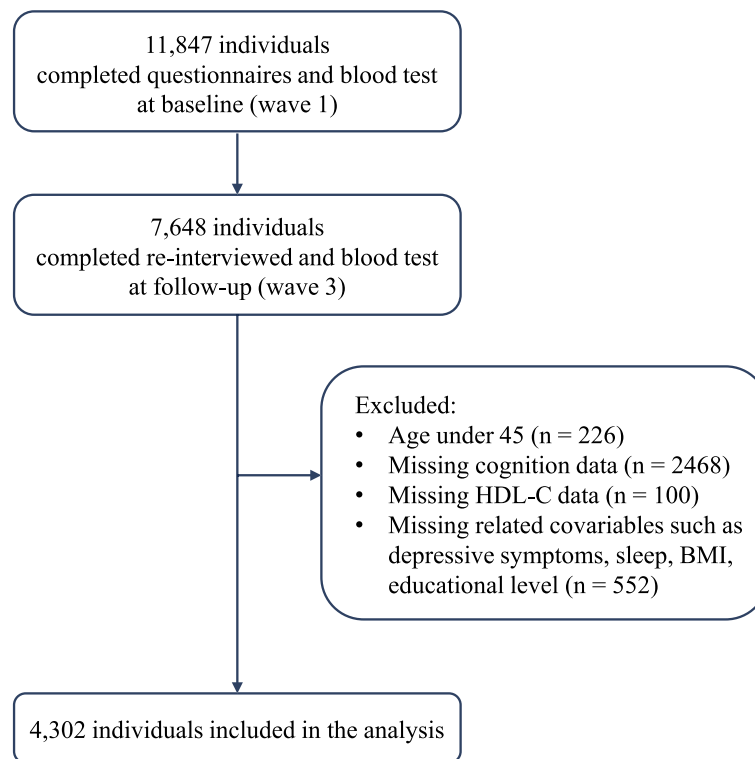 11,847 individuals
completed questionnaires and blood test
at baseline (wave 1)
7,648 individuals
completed re-interviewed and blood test
at follow-up (wave 3)
Excluded:
• Age under 45 (n = 226)
• Missing cognition data (n = 2468)
• Missing HDL-C data (n = 100)
• Missing related covariables such as
depressive symptoms, sleep, BMI,
educational level (n = 552)
4,302 individuals included in the analysis